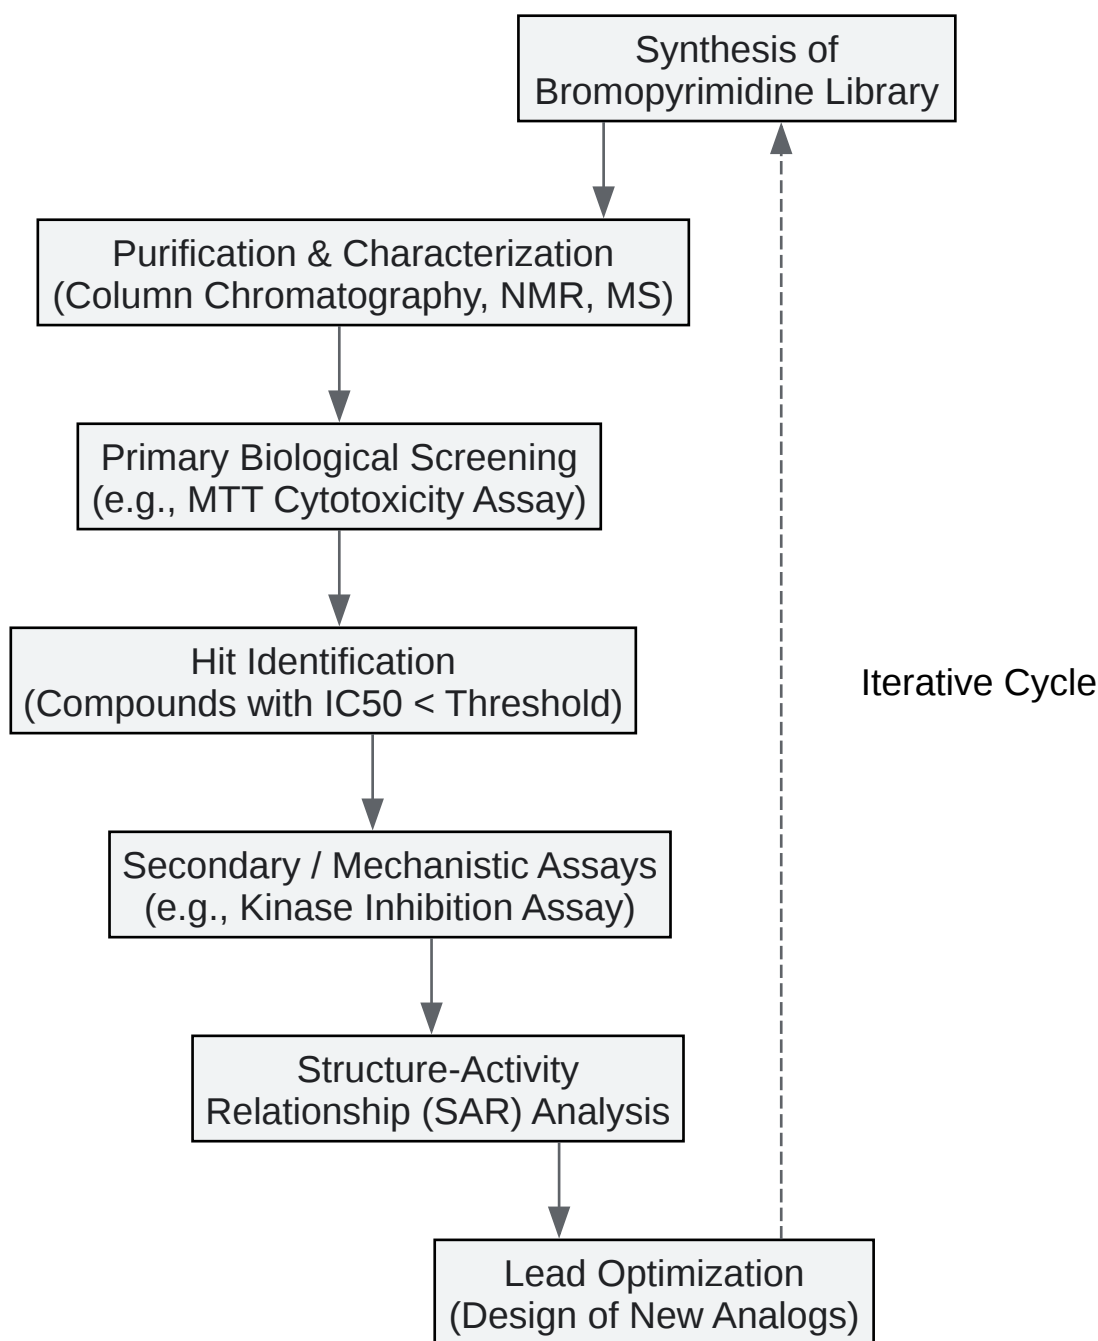 Synthesis of
Bromopyrimidine Library
Purification & Characterization
(Column Chromatography, NMR, MS)
Primary Biological Screening
(e.g., MTT Cytotoxicity Assay)
Hit Identification
(Compounds with IC50 < Threshold)
Iterative Cycle
Secondary / Mechanistic Assays
(e.g., Kinase Inhibition Assay)
Structure-Activity
Relationship (SAR) Analysis
Lead Optimization
(Design of New Analogs)